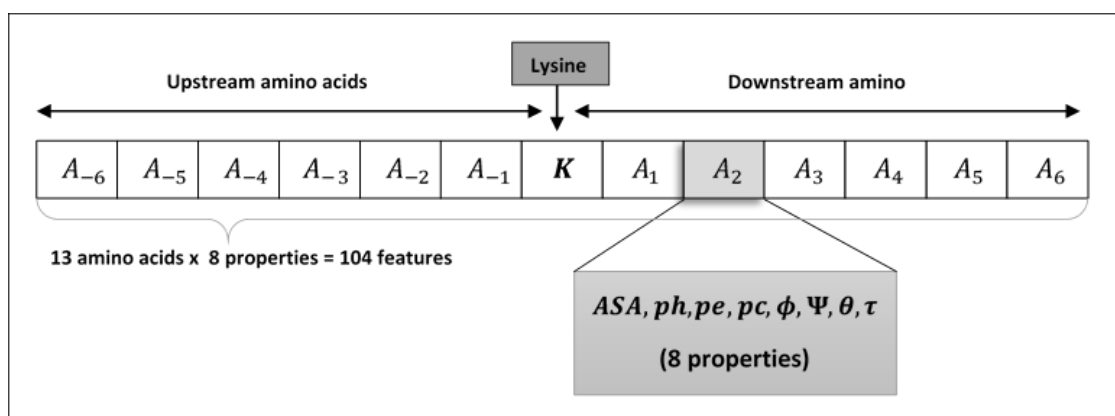 Lysine
Upstream amino acids
Downstream amino
A₋₆ A₋₅ A₋₄ A₋₃ A₋₂ A₋₁ K A₁ A₂ A₃ A₄ A₅ A₆
13 amino acids x 8 properties = 104 features
ASA, ph, pe, pc, ϕ, Ψ, θ, τ
(8 properties)